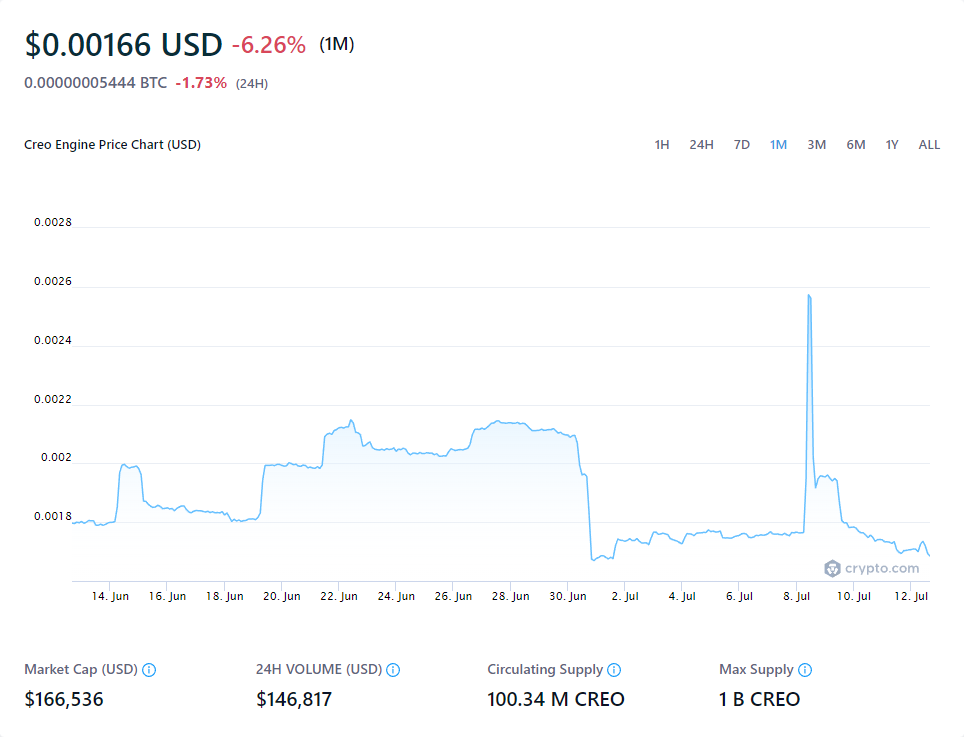 $0.00166 USD -6.26% (1M)
0.00000005444 BTC -1.73% (24H)
Creo Engine Price Chart (USD) 1H 24H 7D 1M 3M 6M 1Y ALL
0.0028
0.0026
0.0024
0.0022
0.002
0.0018
crypto.com
14. Jun 16. Jun 18. Jun 20. Jun 22. Jun 24. Jun 26. Jun 28. Jun 30. Jun 2. Jul 4. Jul 6. Jul 8. Jul 10. Jul 12. Jul
Market Cap (USD) 24H VOLUME (USD) Circulating Supply Max Supply
$166,536 $146,817 100.34 M CREO 1 B CREO